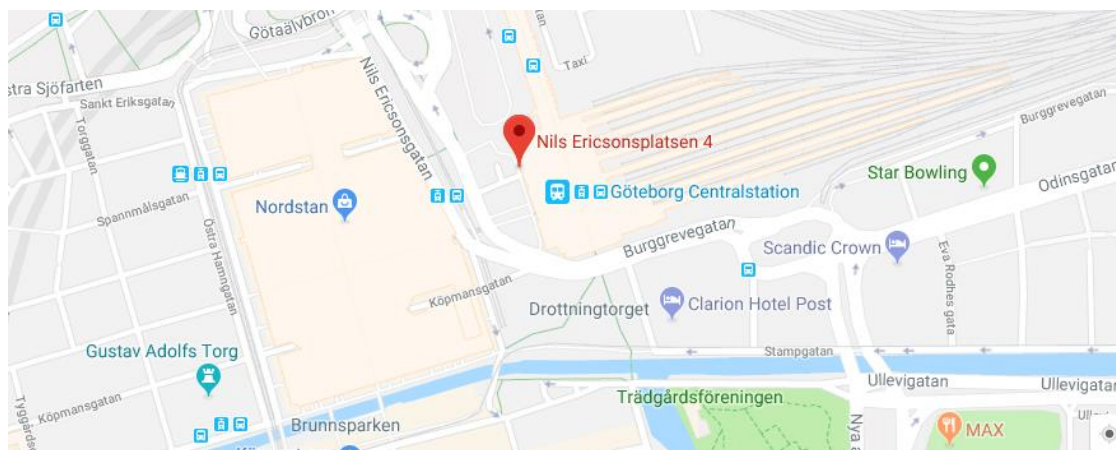 Götaälvbron
stra Sjöfarten
Sankt Eriksgatan
Torggatan
Nils Ericsonsgatan
Taxi
Nils Ericsonsplatsen 4
Burggrevegatan
Star Bowling
Göteborg Centralstation
Odinsgatan
Nordstan
Spannmålsgatan
Östra Hamngatan
Burggrevegatan
Scandic Crown
Eva Rodhes gata
Köpmansgatan
Drottningtorget
Clarion Hotel Post
Gustav Adolfs Torg
Stampgatan
Köpmansgatan
Ullevigatan
Ullevigatan
Trädgårdsföreningen
Brunnsparken
MAX